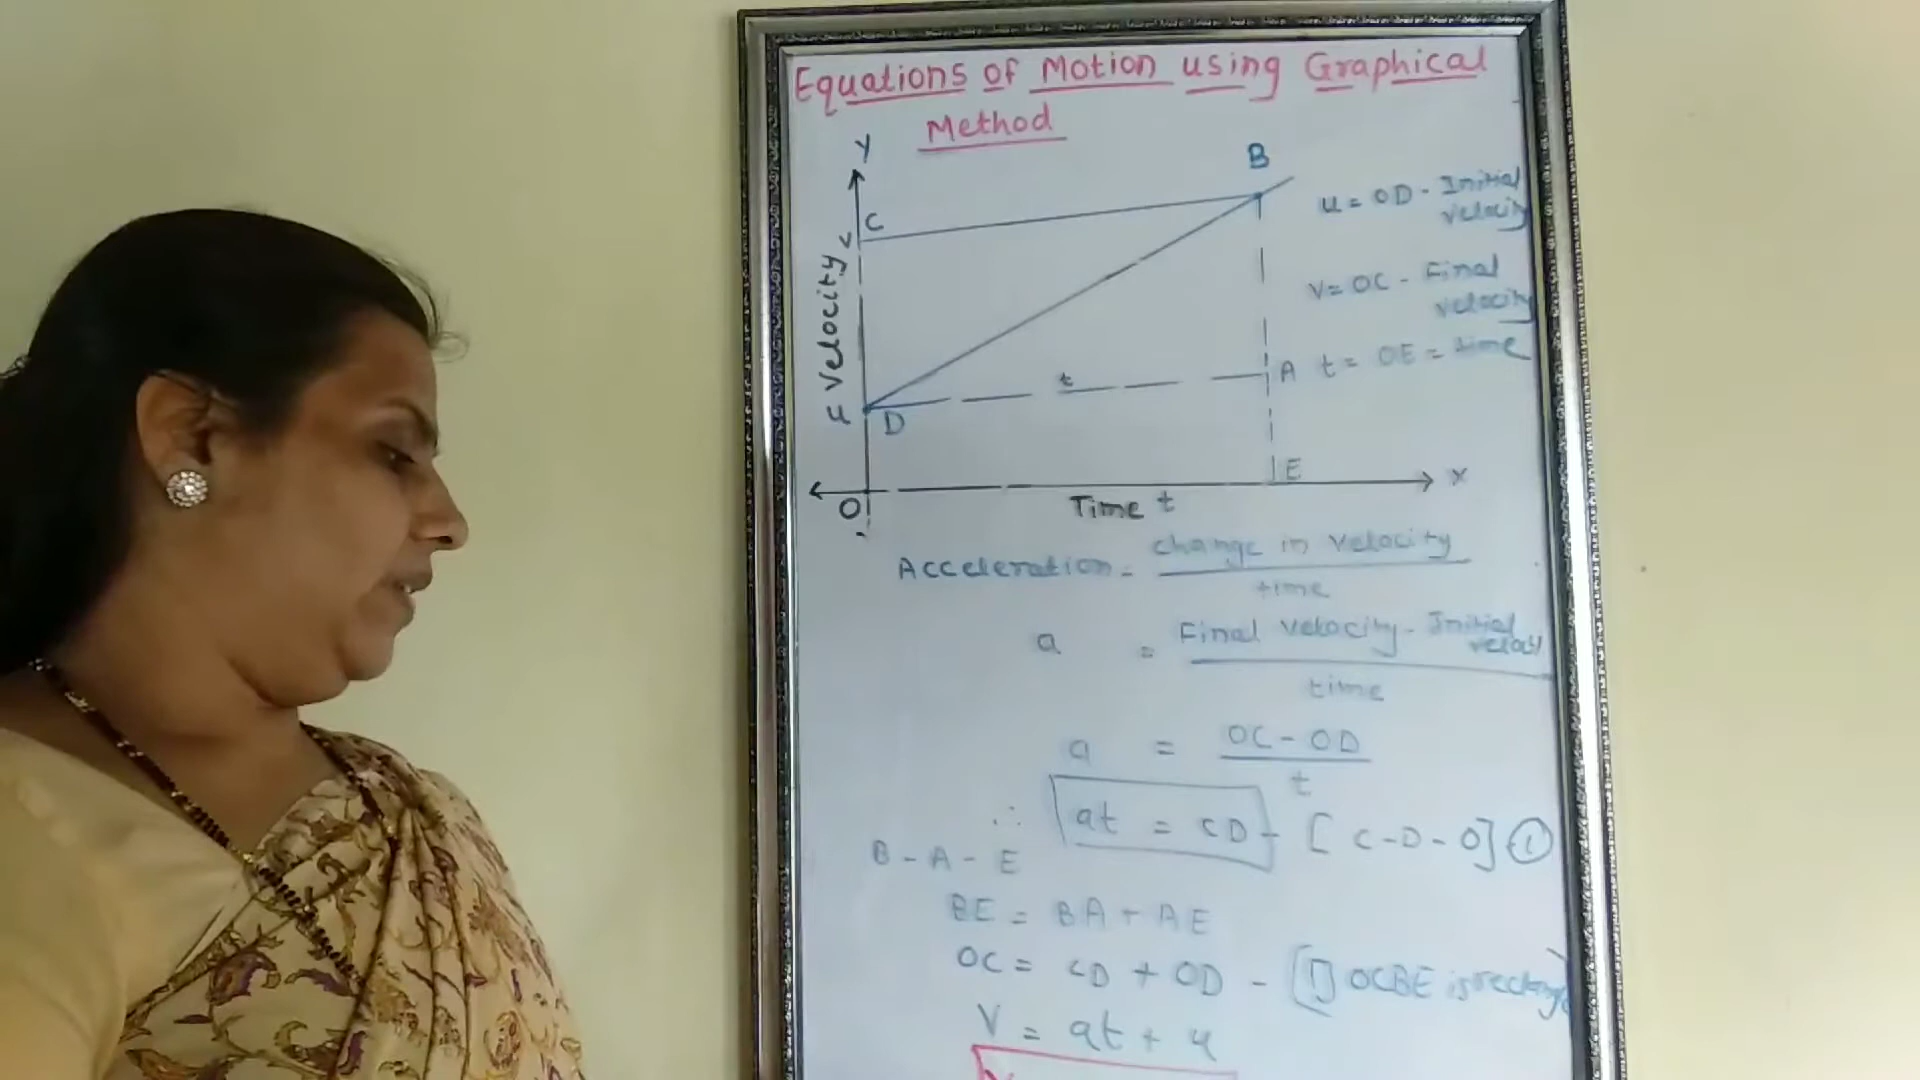 Equations of Motion using Graphical
Method
Y
B
C
v
Velocity
u
D
t
A
E
X
O
Time t
u = OD - Initial
velocity
V = OC - Final
velocity
t = OE = time
Acceleration = change in velocity
time
a = Final velocity - Initial
time
a = OC - OD
t
∴ at = CD - [ C-D-O] ①
B - A - E
BE = BA + AE
OC = CD + OD - [1) OCBE is
V = at + u